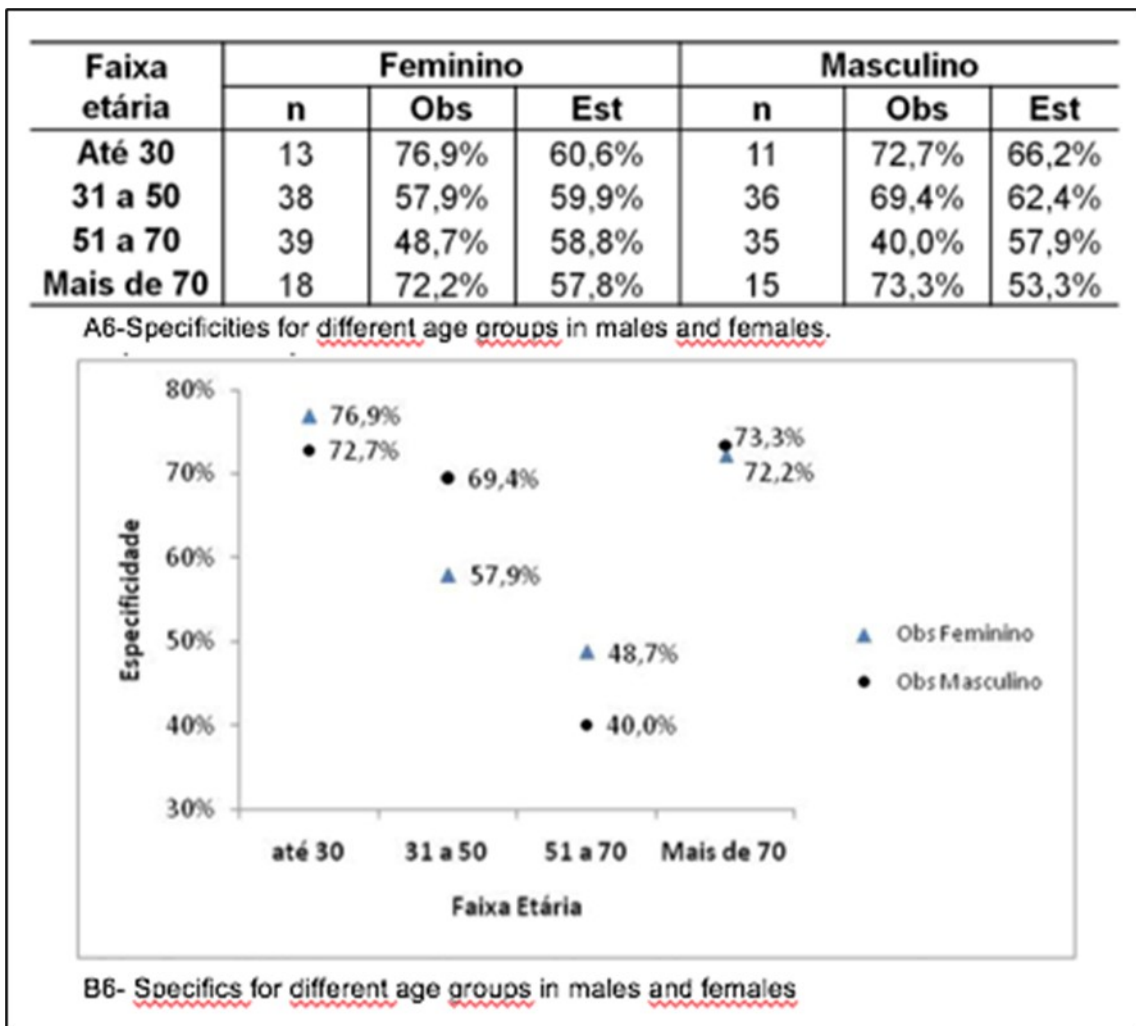 Faixa etária Feminino Masculino
n Obs Est n Obs Est
Até 30 13 76,9% 60,6% 11 72,7% 66,2%
31 a 50 38 57,9% 59,9% 36 69,4% 62,4%
51 a 70 39 48,7% 58,8% 35 40,0% 57,9%
Mais de 70 18 72,2% 57,8% 15 73,3% 53,3%
A6-Specificities for different age groups in males and females.
80%
76,9%
72,7%
73,3%
72,2%
70%
69,4%
60%
57,9%
50%
48,7%
40%
40,0%
30%
Especificidade
Obs Feminino
Obs Masculino
até 30 31 a 50 51 a 70 Mais de 70
Faixa Etária
B6- Specifics for different age groups in males and females